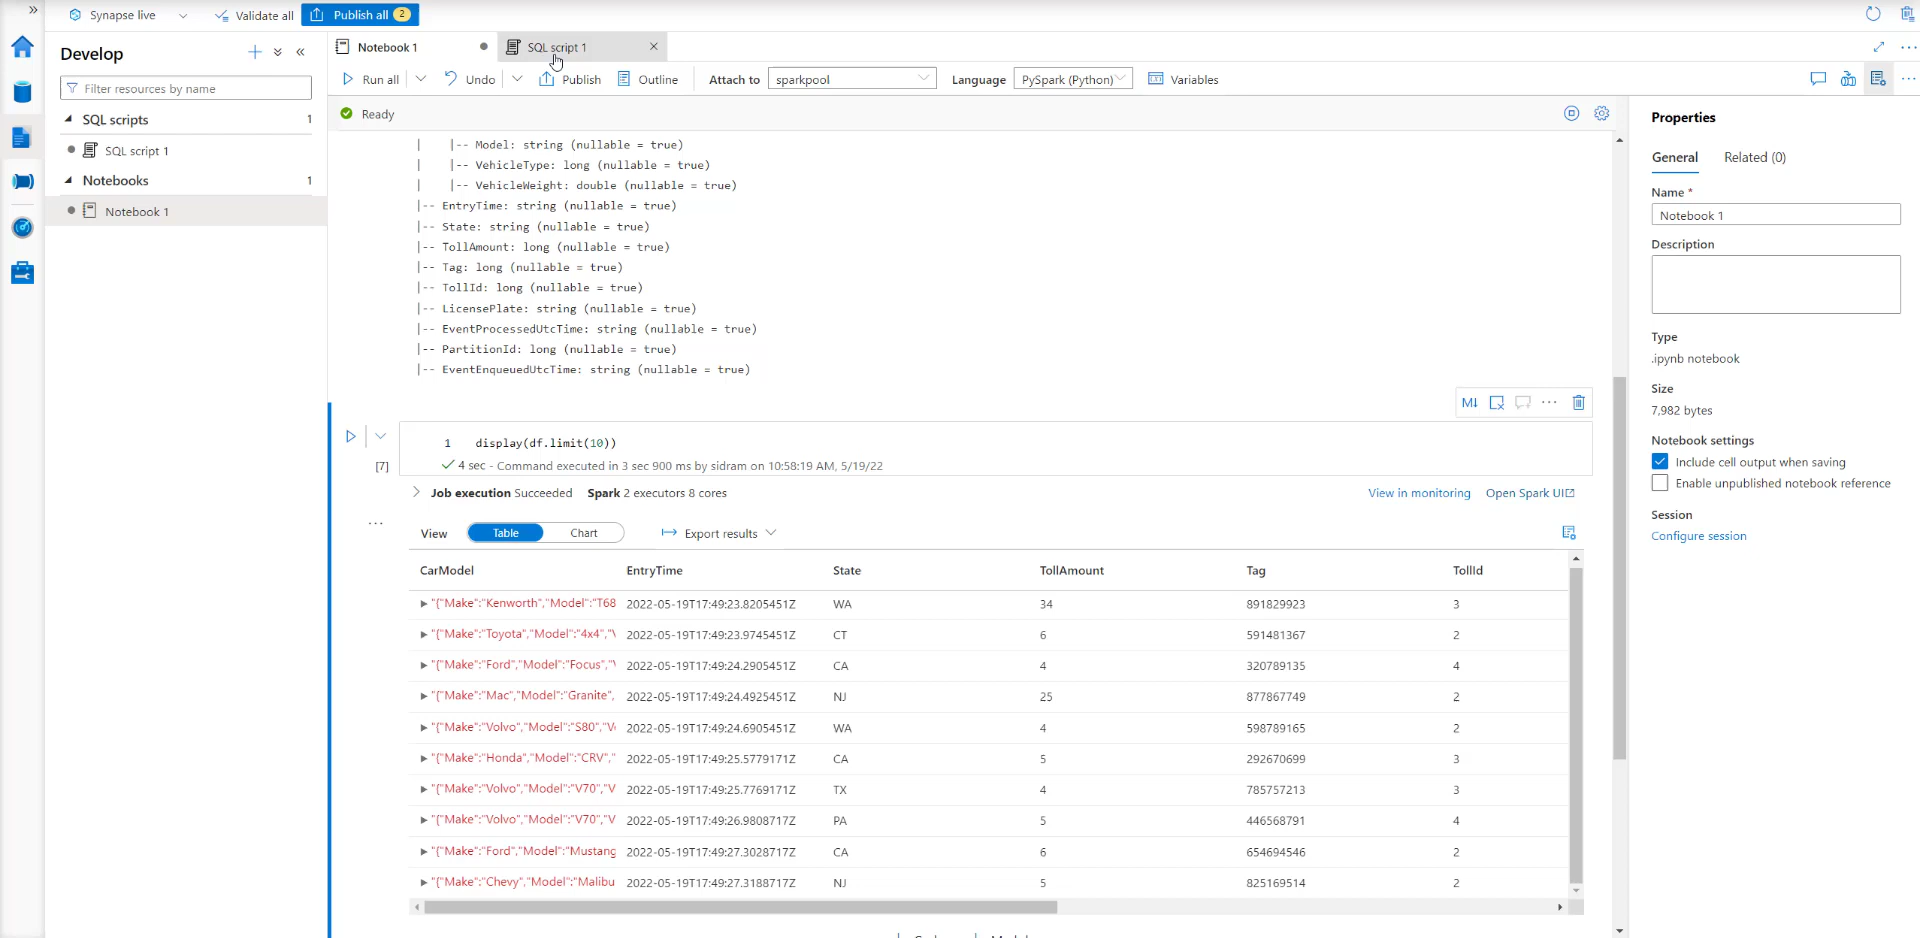 Synapse live
Validate all
Publish all 2
Develop
Filter resources by name
SQL scripts 1
SQL script 1
Notebooks 1
Notebook 1
Notebook 1
SQL script 1
Run all
Undo
Publish
Outline
Attach to sparkpool
Language PySpark (Python)
Variables
Ready
|    |-- Model: string (nullable = true)
|    |-- VehicleType: long (nullable = true)
|    |-- VehicleWeight: double (nullable = true)
|-- EntryTime: string (nullable = true)
|-- State: string (nullable = true)
|-- TollAmount: long (nullable = true)
|-- Tag: long (nullable = true)
|-- TollId: long (nullable = true)
|-- LicensePlate: string (nullable = true)
|-- EventProcessedUtcTime: string (nullable = true)
|-- PartitionId: long (nullable = true)
|-- EventEnqueuedUtcTime: string (nullable = true)
M↓
1 display(df.limit(10))
[7] 4 sec - Command executed in 3 sec 900 ms by sidram on 10:58:19 AM, 5/19/22
Job execution Succeeded Spark 2 executors 8 cores
View in monitoring
Open Spark UI
View Table Chart
Export results
CarModel EntryTime State TollAmount Tag TollId
"{"Make":"Kenworth","Model":"T68 2022-05-19T17:49:23.8205451Z WA 34 891829923 3
"{"Make":"Toyota","Model":"4x4","\ 2022-05-19T17:49:23.9745451Z CT 6 591481367 2
"{"Make":"Ford","Model":"Focus","\ 2022-05-19T17:49:24.2905451Z CA 4 320789135 4
"{"Make":"Mac","Model":"Granite", 2022-05-19T17:49:24.4925451Z NJ 25 877867749 2
"{"Make":"Volvo","Model":"S80","V 2022-05-19T17:49:24.6905451Z WA 4 598789165 2
"{"Make":"Honda","Model":"CRV"," 2022-05-19T17:49:25.5779171Z CA 5 292670699 3
"{"Make":"Volvo","Model":"V70","V 2022-05-19T17:49:25.7769171Z TX 4 785757213 3
"{"Make":"Volvo","Model":"V70","V 2022-05-19T17:49:26.9808717Z PA 5 446568791 4
"{"Make":"Ford","Model":"Mustang 2022-05-19T17:49:27.3028717Z CA 6 654694546 2
"{"Make":"Chevy","Model":"Malibu 2022-05-19T17:49:27.3188717Z NJ 5 825169514 2
Properties
General
Related (0)
Name *
Notebook 1
Description
Type
.ipynb notebook
Size
7,982 bytes
Notebook settings
Include cell output when saving
Enable unpublished notebook reference
Session
Configure session